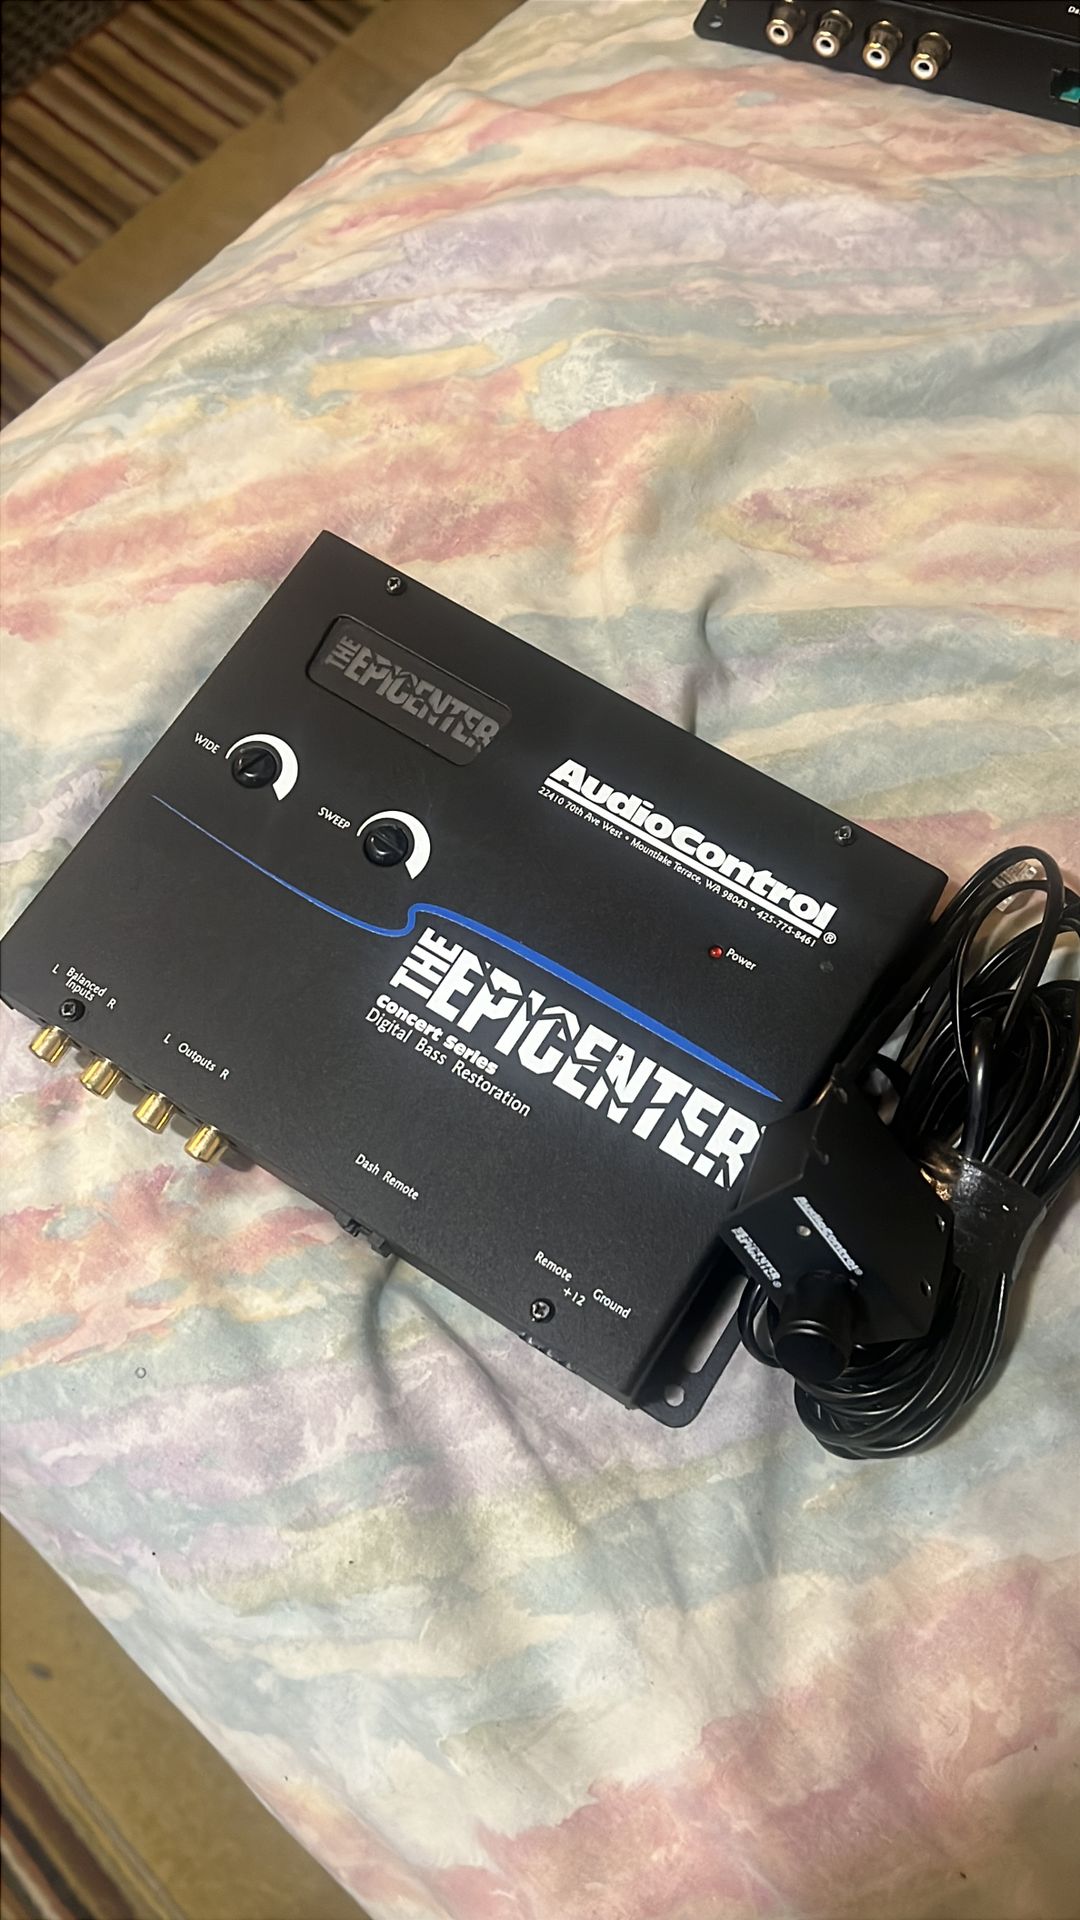 THE EPICENTER
WIDE
SWEEP
AudioControl®
22410 70th Ave West • Mountlake Terrace, WA 98043 • 425-775-8461
Power
THE EPICENTER
Concert Series
Digital Bass Restoration
L Balanced R
Inputs
L Outputs R
Dash Remote
Remote
+12
Ground
AudioControl®
THE EPICENTER®